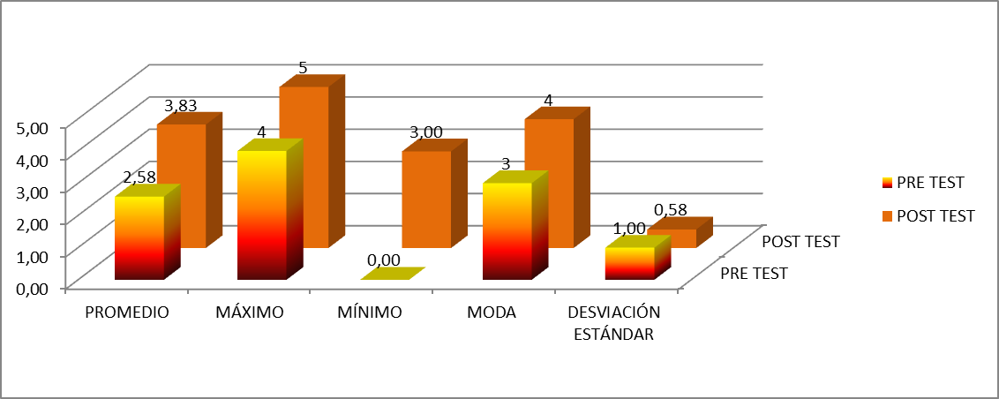 5
3,83
4
5,00
4
3,00
4,00
2,58
3
3,00
0,58
2,00
1,00
0,00
1,00
0,00
PRE TEST
POST TEST
POST TEST
PRE TEST
PROMEDIO
MÁXIMO
MÍNIMO
MODA
DESVIACIÓN
ESTÁNDAR